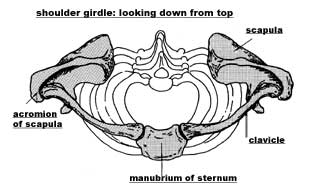 shoulder girdle: looking down from top
scapula
acromion
of scapula
clavicle
manubrium of sternum